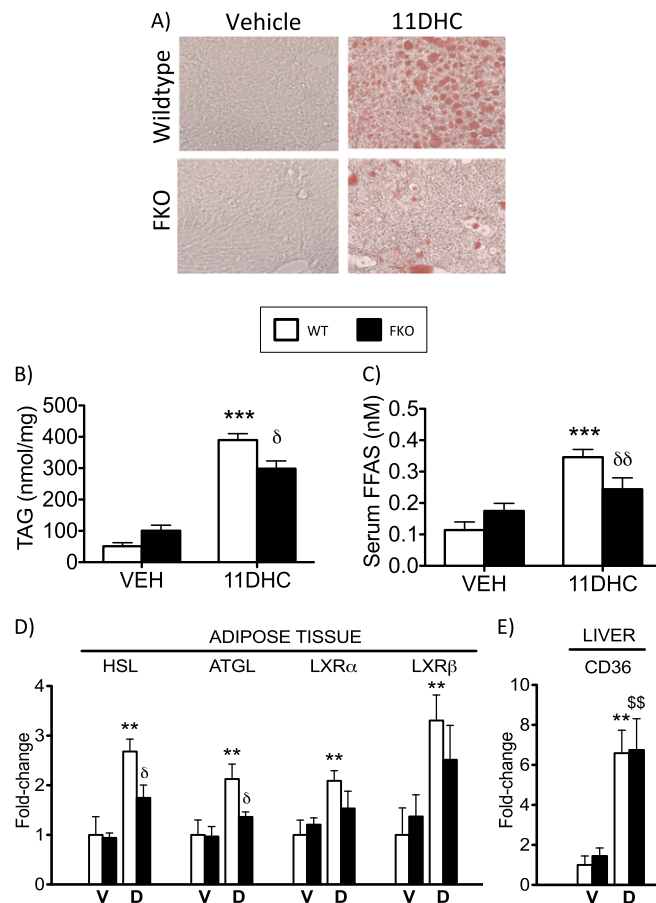 A)
Vehicle 11DHC
Wildtype
FKO
WT FKO
B)
TAG (nmol/mg)
500
400
300
200
100
0
***
δ
VEH 11DHC
C)
Serum FFAS (nM)
0.5
0.4
0.3
0.2
0.1
0.0
***
δδ
VEH 11DHC
D)
ADIPOSE TISSUE
HSL ATGL LXRα LXRβ
Fold-change
4
3
2
1
0
**
δ
**
δ
**
**
V D V D V D V D
E)
LIVER
CD36
Fold-change
10
8
6
4
2
0
**
$$
V D